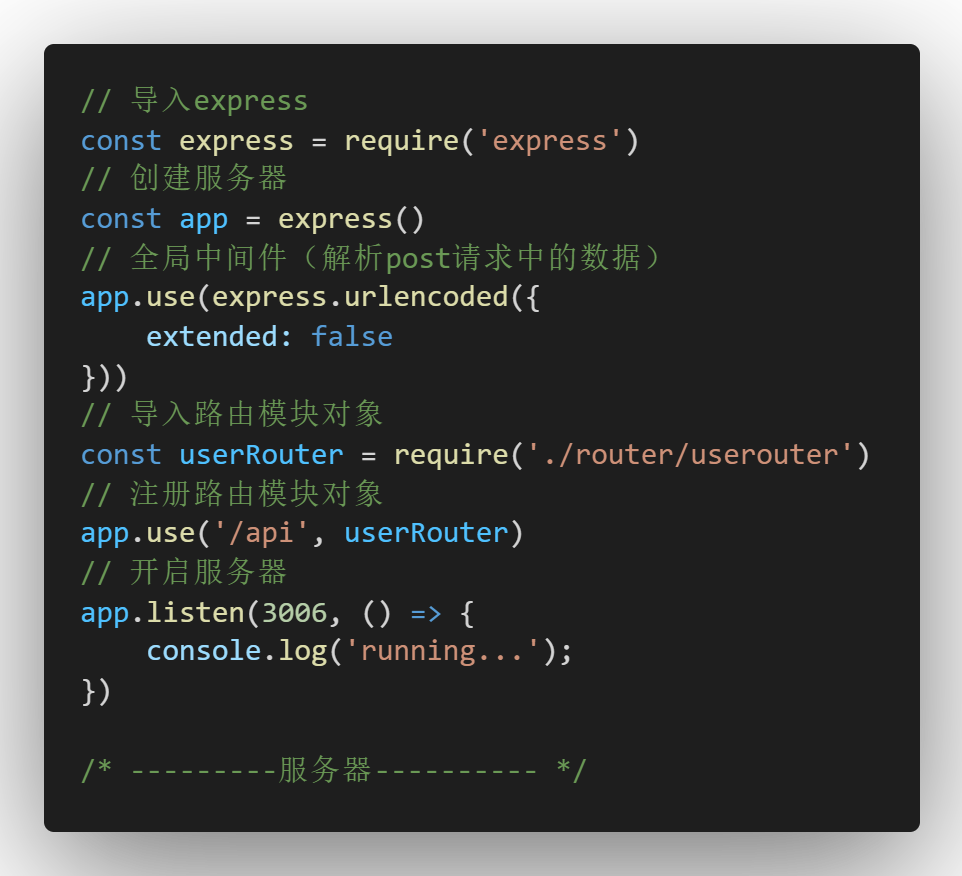 // 导入express
const express = require('express')
// 创建服务器
const app = express()
// 全局中间件（解析post请求中的数据）
app.use(express.urlencoded({
    extended: false
}))
// 导入路由模块对象
const userRouter = require('./router/userouter')
// 注册路由模块对象
app.use('/api', userRouter)
// 开启服务器
app.listen(3006, () => {
    console.log('running...');
})
/* ---------服务器---------- */